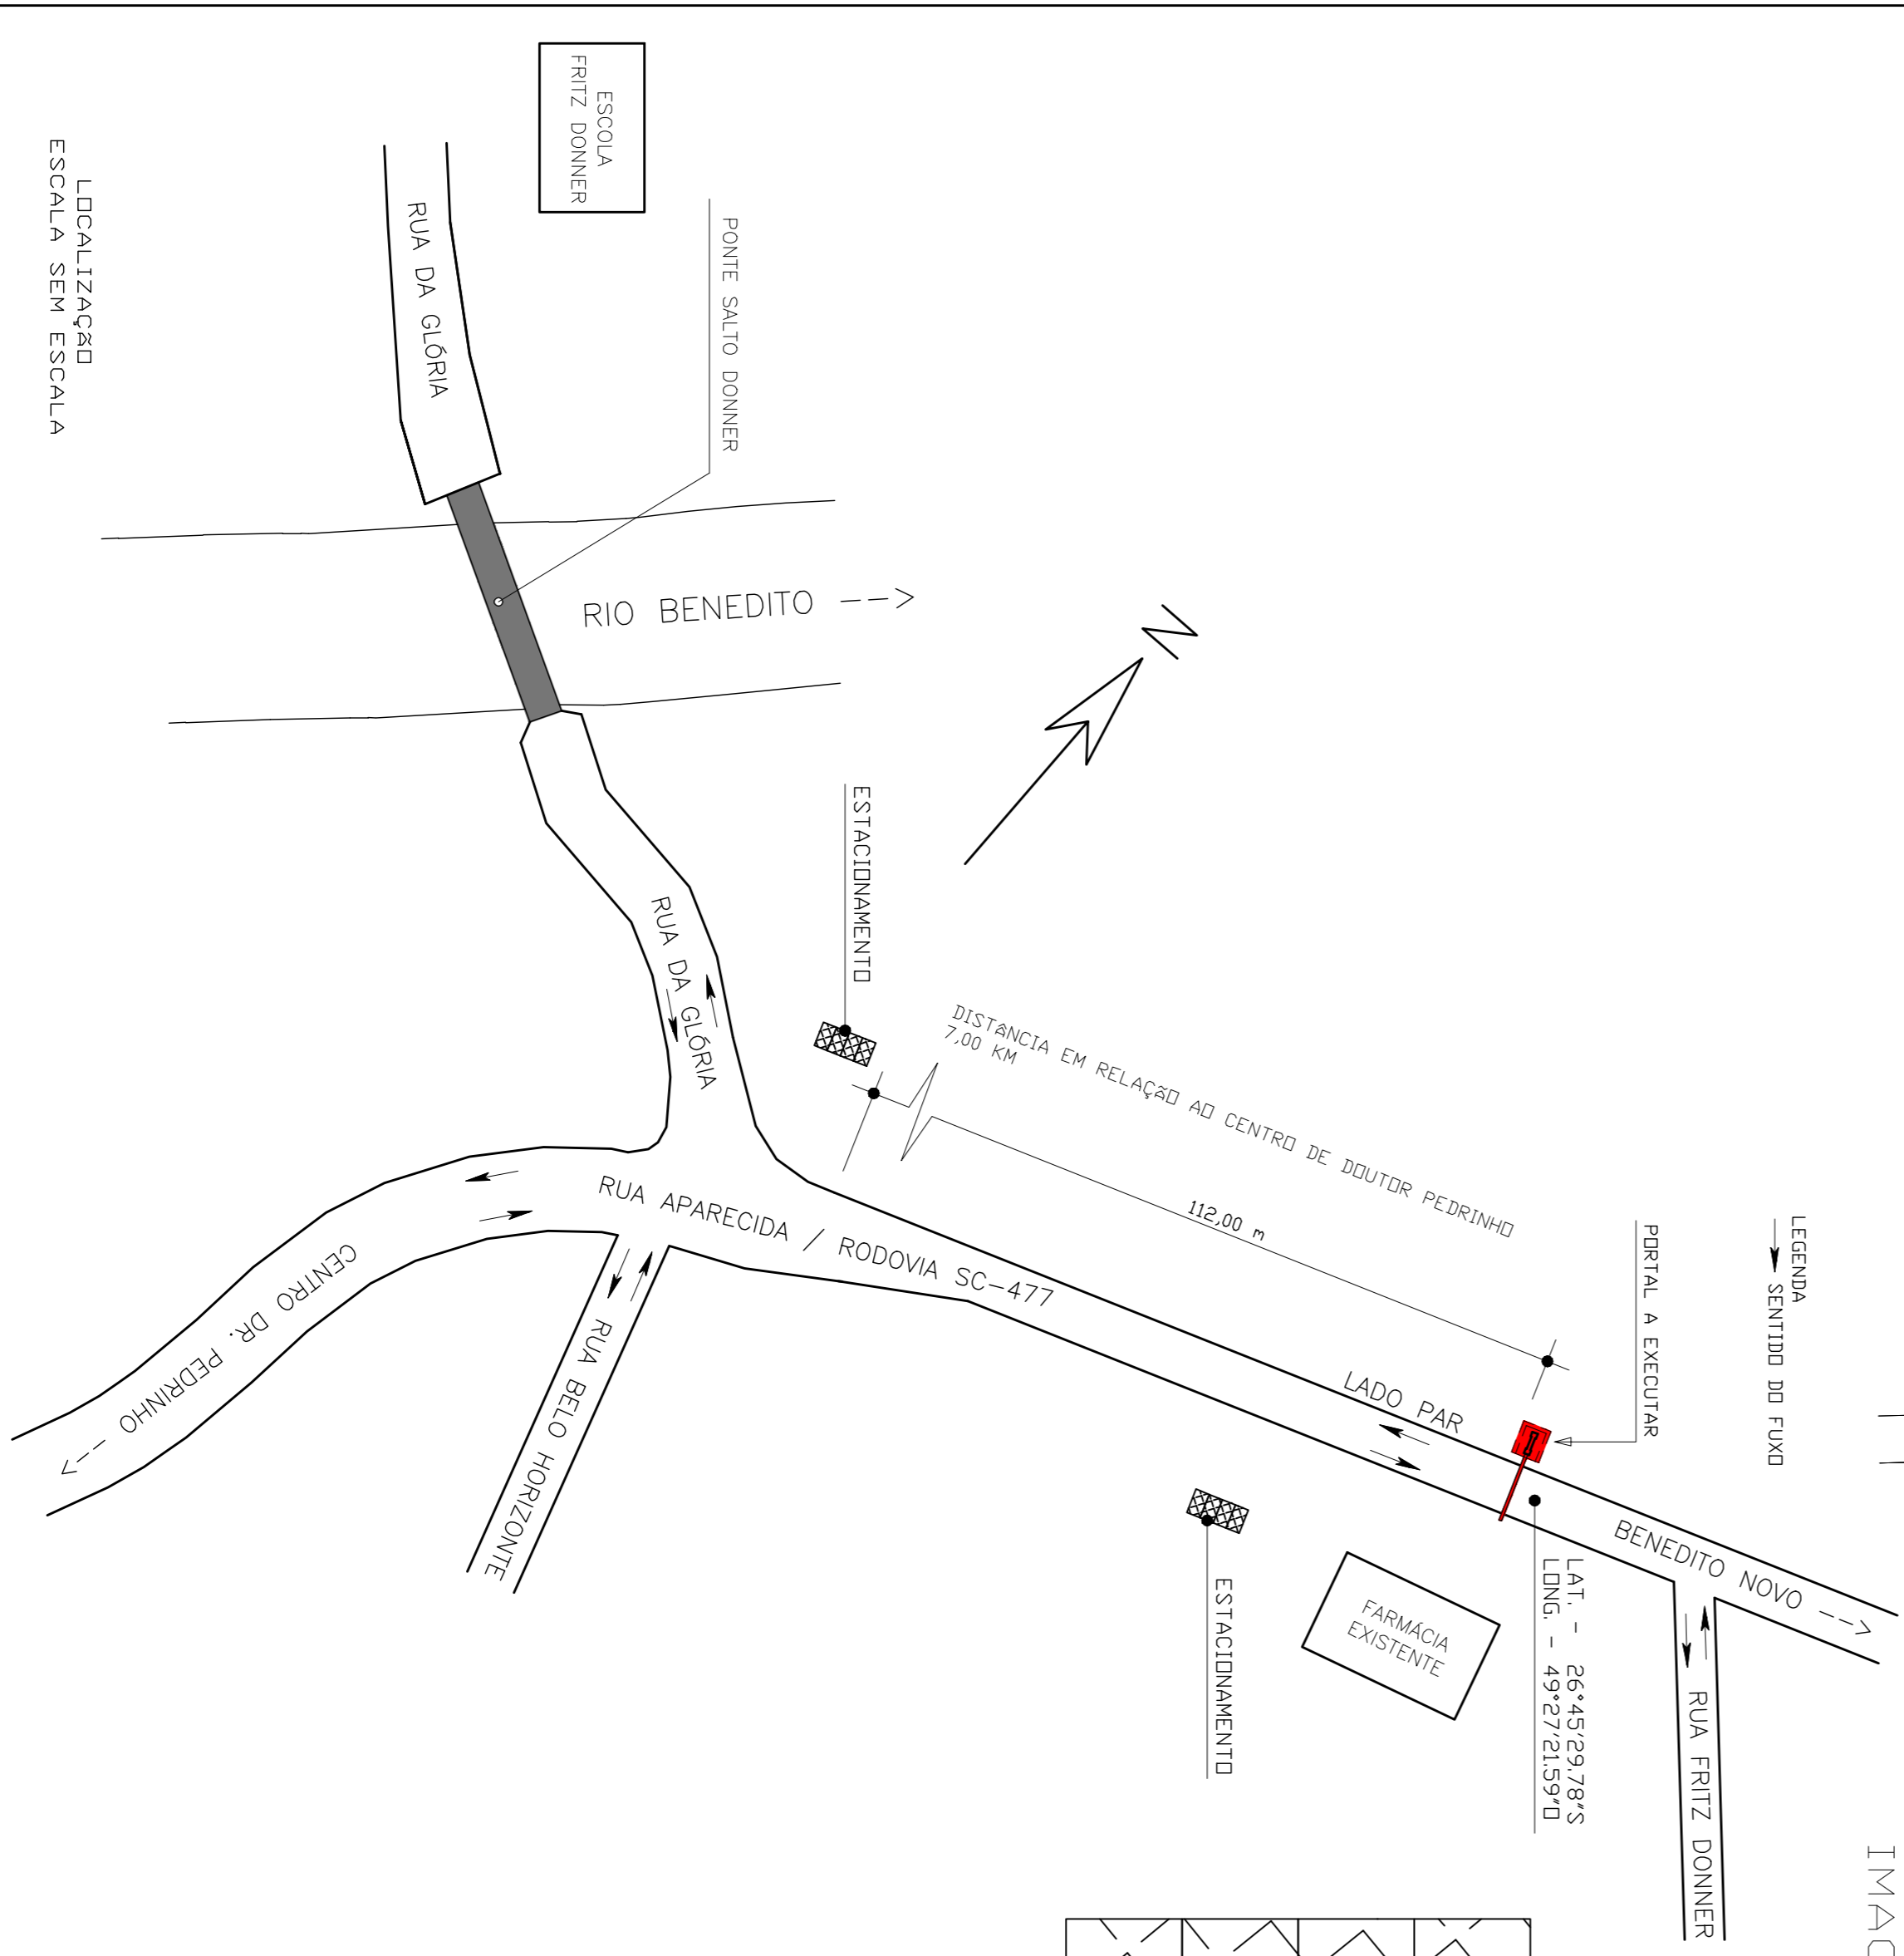 ESCOLA
FRITZ DONNER
LOCALIZAÇÃO
ESCALA SEM ESCALA
RUA DA GLÓRIA
PONTE SALTO DONNER
RIO BENEDITO -->
N
ESTACIONAMENTO
RUA DA GLÓRIA
DISTÂNCIA EM RELAÇÃO AO CENTRO DE DOUTOR PEDRINHO
7,00 KM
112,00 m
LEGENDA
SENTIDO DO FUXO
PORTAL A EXECUTAR
RUA APARECIDA / RODOVIA SC-477
LADO PAR
CENTRO DR. PEDRINHO -->
RUA BELO HORIZONTE
BENEDITO NOVO -->
LAT. - 26°45'29.78"S
LONG. - 49°27'21.59"O
FARMÁCIA
EXISTENTE
ESTACIONAMENTO
RUA FRITZ DONNER